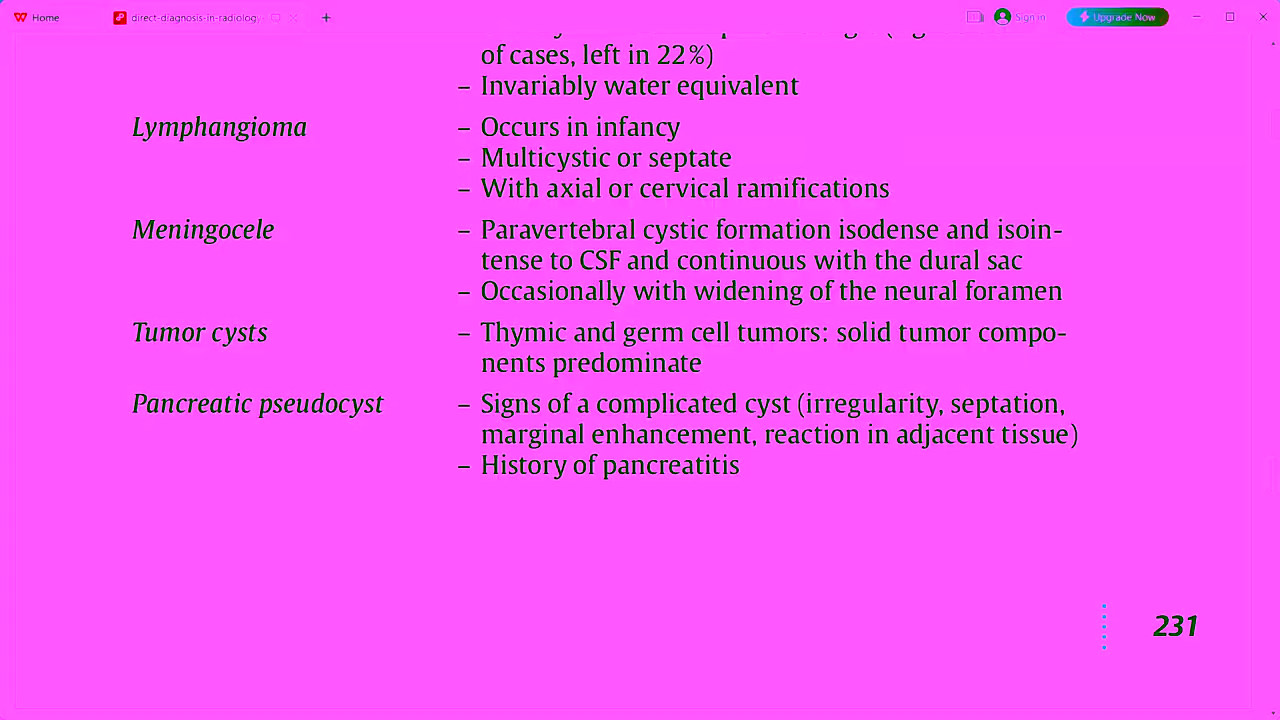 Home
direct-diagnosis-in-radiology
Sign in
Upgrade Now
of cases, left in 22%)
– Invariably water equivalent
Lymphangioma – Occurs in infancy
– Multicystic or septate
– With axial or cervical ramifications
Meningocele – Paravertebral cystic formation isodense and isoin-
tense to CSF and continuous with the dural sac
– Occasionally with widening of the neural foramen
Tumor cysts – Thymic and germ cell tumors: solid tumor compo-
nents predominate
Pancreatic pseudocyst – Signs of a complicated cyst (irregularity, septation,
marginal enhancement, reaction in adjacent tissue)
– History of pancreatitis
231